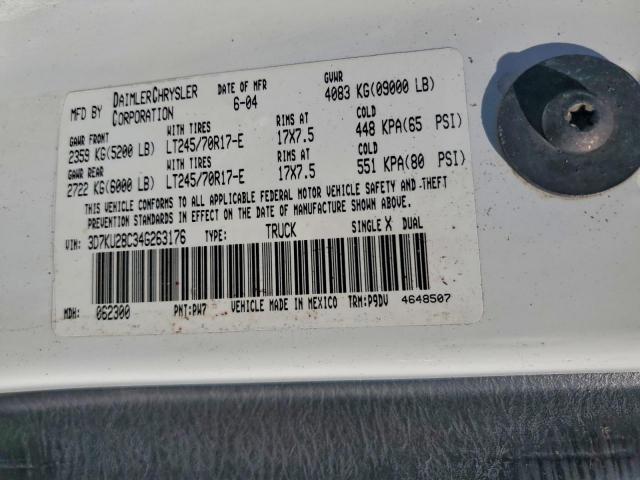 MFD BY DAIMLERCHRYSLER CORPORATION DATE OF MFR 6-04 GVWR 4083 KG(09000 LB)
GAWR FRONT WITH TIRES RIMS AT COLD
2359 KG(5200 LB) LT245/70R17-E 17X7.5 448 KPA(65 PSI)
GAWR REAR WITH TIRES RIMS AT COLD
2722 KG(6000 LB) LT245/70R17-E 17X7.5 551 KPA(80 PSI)
THIS VEHICLE CONFORMS TO ALL APPLICABLE FEDERAL MOTOR VEHICLE SAFETY AND THEFT
PREVENTION STANDARDS IN EFFECT ON THE DATE OF MANUFACTURE SHOWN ABOVE.
VIN: 3D7KU28C34G263176 TYPE: TRUCK SINGLE X DUAL
MDH: 062300 PNT:PW7 VEHICLE MADE IN MEXICO TRM:P9DV 4648507